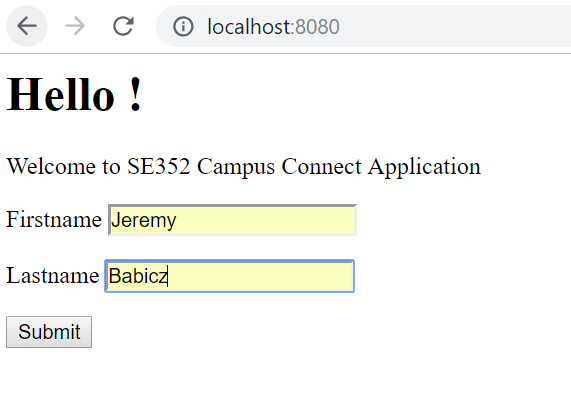 localhost:8080
Hello !
Welcome to SE352 Campus Connect Application
Firstname Jeremy
Lastname Babicz
Submit